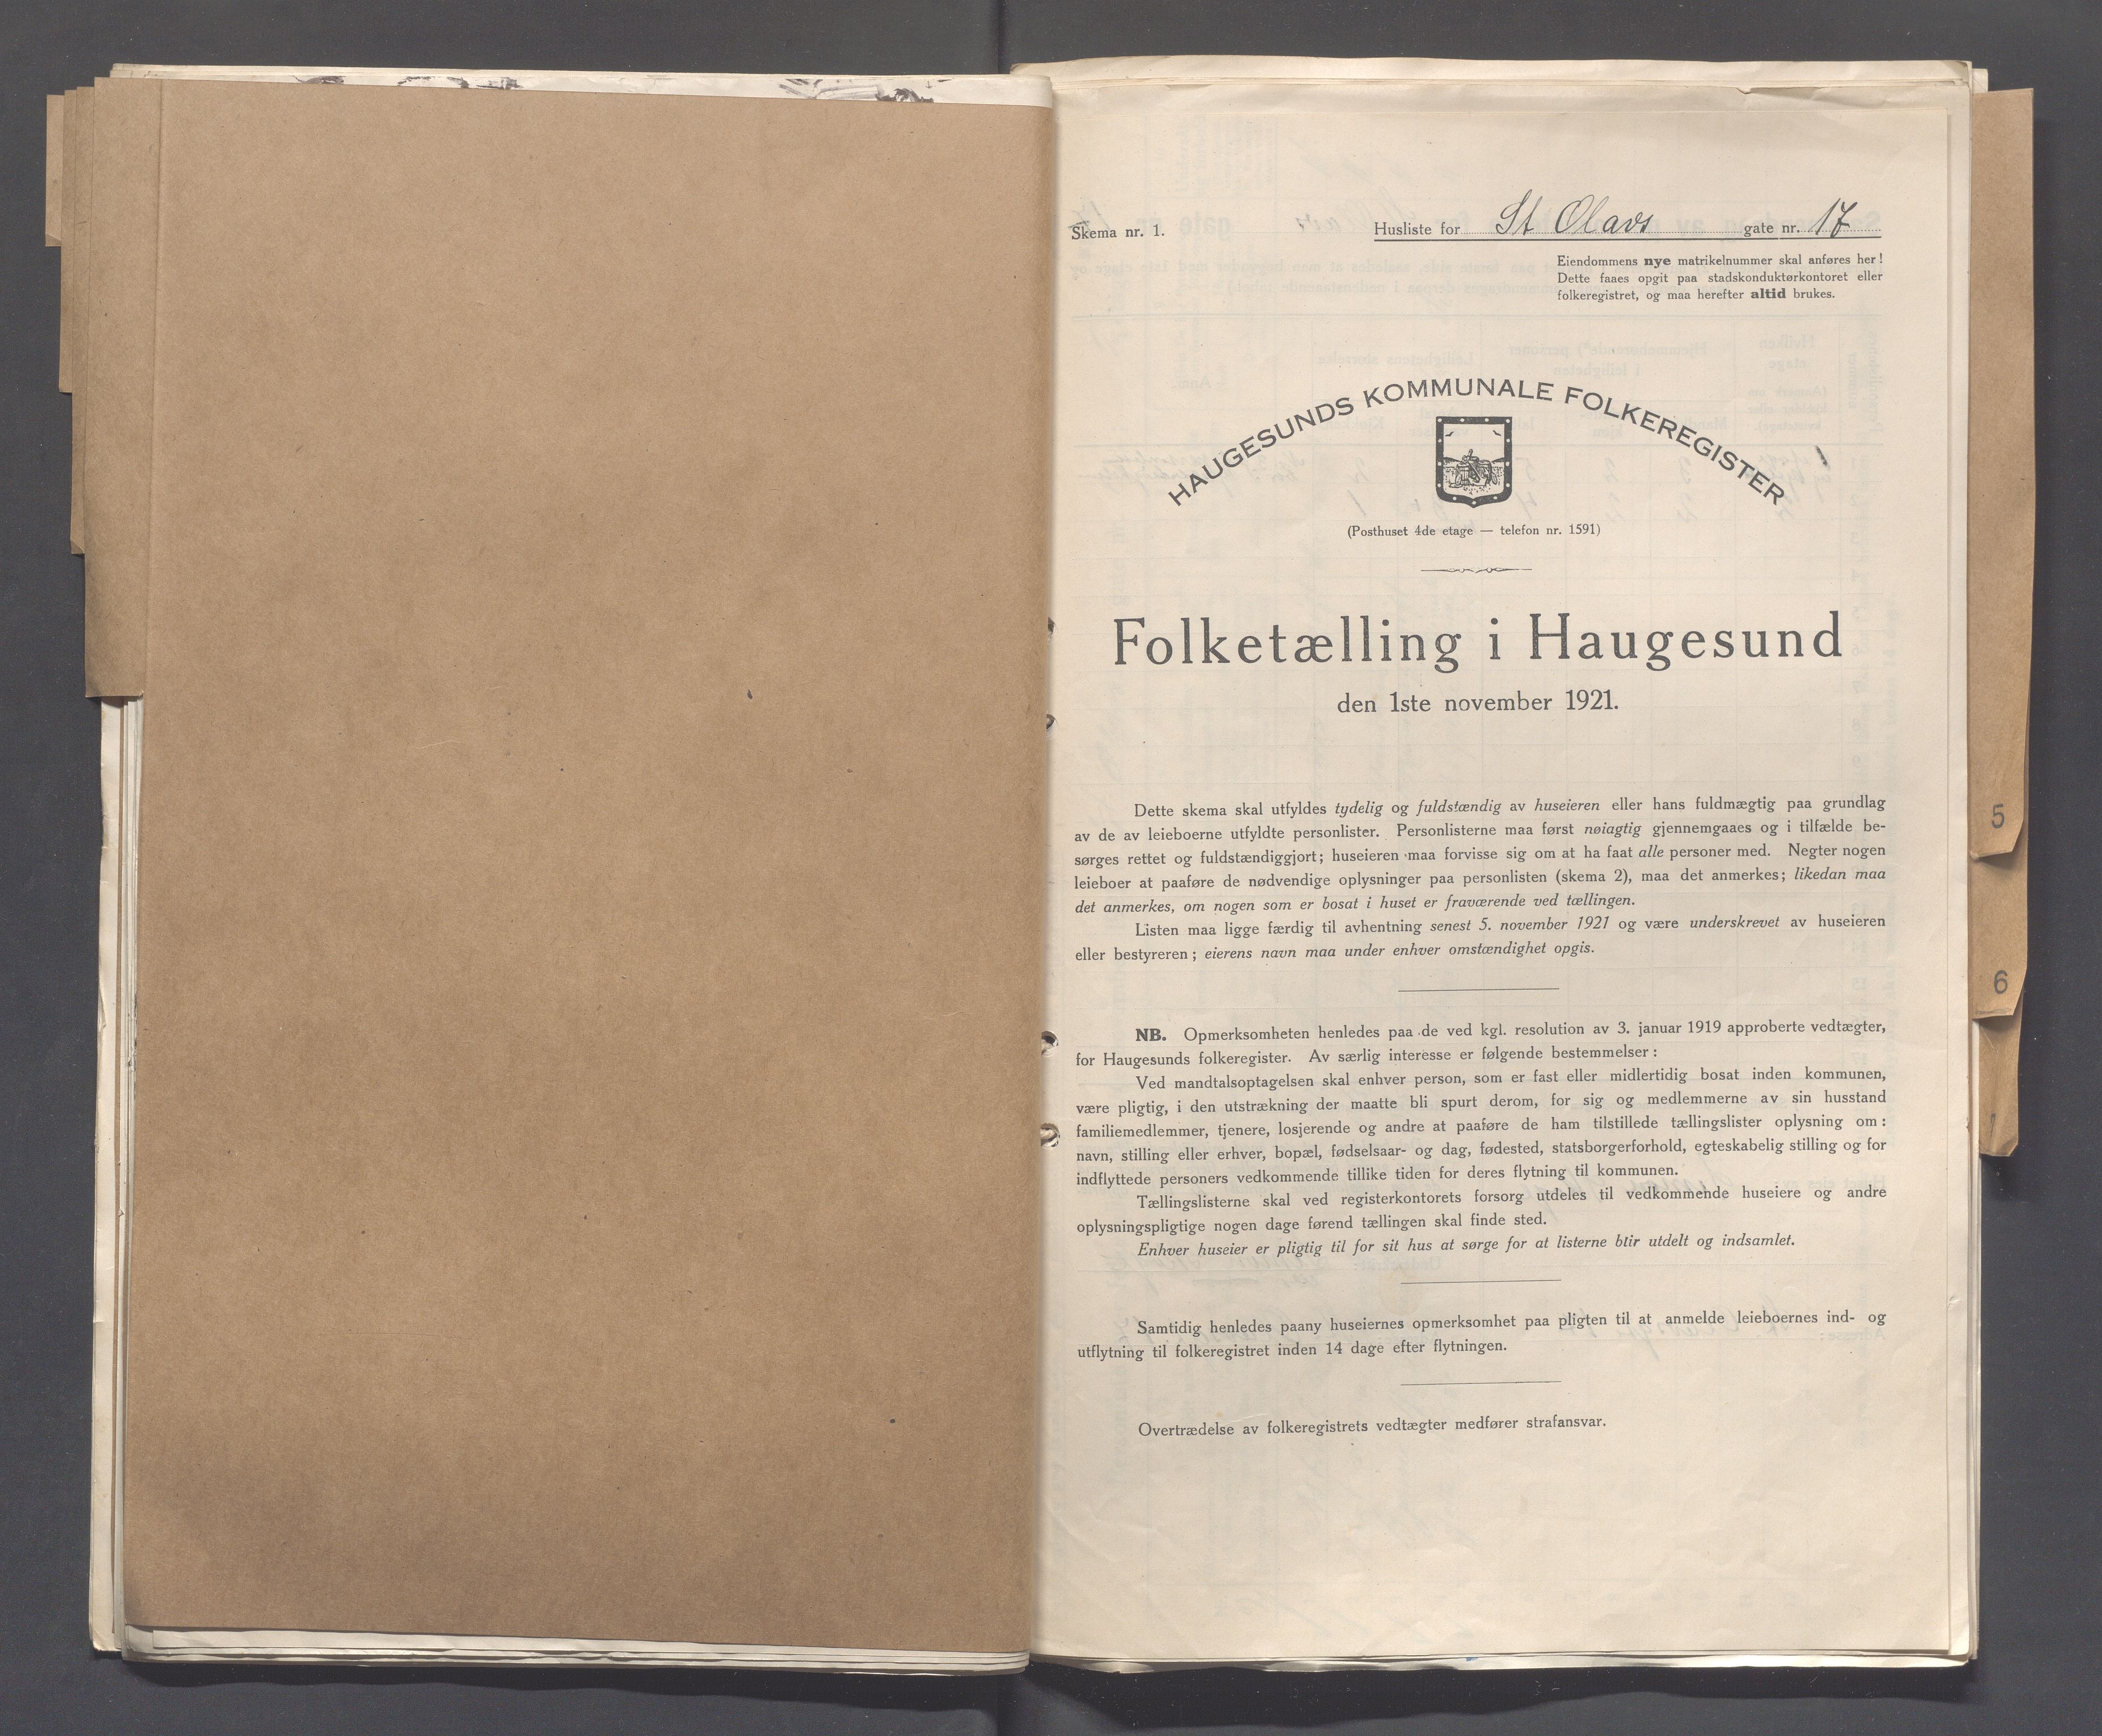 Skema nr. 1.
Husliste for St Olavs gate nr. 17
Eiendommens nye matrikelnummer skal anføres her!
Dette faaes opgit paa stadskonduktørkontoret eller
folkeregistret, og maa herefter altid brukes.
HAUGESUNDS KOMMUNALE FOLKEREGISTER
(Posthuset 4de etage — telefon nr. 1591)
Folketælling i Haugesund
den 1ste november 1921.
Dette skema skal utfyldes tydelig og fuldstændig av huseieren eller hans fuldmægtig paa grundlag
av de av leieboerne utfyldte personlister. Personlisterne maa først nøiagtig gjennemgaaes og i tilfælde be-
sørges rettet og fuldstændiggjort; huseieren maa forvisse sig om at ha faat alle personer med. Negter nogen
leieboer at paaføre de nødvendige oplysninger paa personlisten (skema 2), maa det anmerkes; likedan maa
det anmerkes, om nogen som er bosat i huset er fraværende ved tællingen.
Listen maa ligge færdig til avhentning senest 5. november 1921 og være underskrevet av huseieren
eller bestyreren; eierens navn maa under enhver omstændighet opgis.
NB. Opmerksomheten henledes paa de ved kgl. resolution av 3. januar 1919 approberte vedtægter,
for Haugesunds folkeregister. Av særlig interesse er følgende bestemmelser:
Ved mandtalsoptagelsen skal enhver person, som er fast eller midlertidig bosat inden kommunen,
være pligtig, i den utstrækning der maatte bli spurt derom, for sig og medlemmerne av sin husstand
familiemedlemmer, tjenere, losjerende og andre at paaføre de ham tilstillede tællingslister oplysning om:
navn, stilling eller erhver, bopæl, fødselsaar- og dag, fødested, statsborgerforhold, egteskabelig stilling og for
indflyttede personers vedkommende tillike tiden for deres flytning til kommunen.
Tællingslisterne skal ved registerkontorets forsorg utdeles til vedkommende huseiere og andre
oplysningspligtige nogen dage førend tællingen skal finde sted.
Enhver huseier er pligtig til for sit hus at sørge for at listerne blir utdelt og indsamlet.
Samtidig henledes paany huseiernes opmerksomhet paa pligten til at anmelde leieboernes ind- og
utflytning til folkeregistret inden 14 dage efter flytningen.
Overtrædelse av folkeregistrets vedtægter medfører strafansvar.
5
6